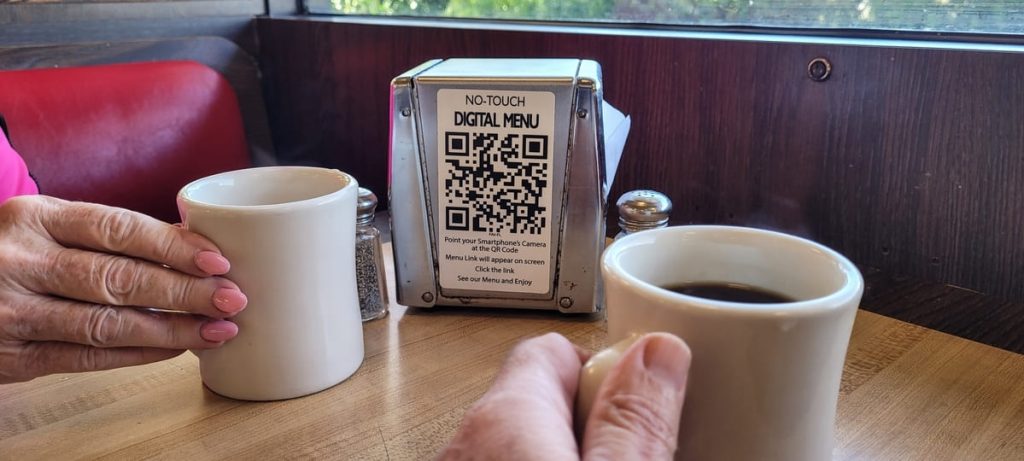 NO-TOUCH
DIGITAL MENU
Point your Smartphone's Camera
at the QR Code
Menu Link will appear on screen
Click the link
See our Menu and Enjoy